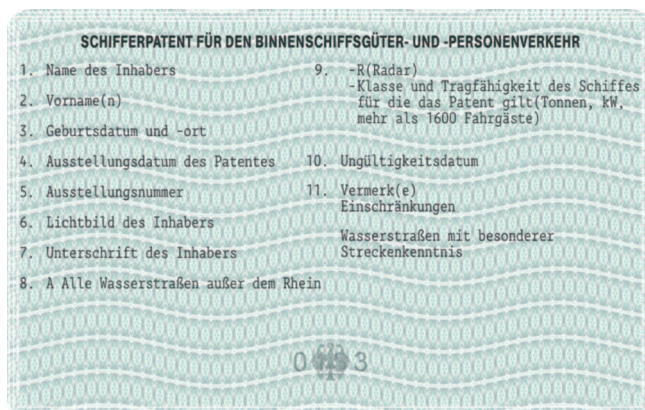 SCHIFFERPATENT FÜR DEN BINNENSCHIFFSGÜTER- UND -PERSONENVERKEHR
1. Name des Inhabers
2. Vorname(n)
3. Geburtsdatum und -ort
4. Ausstellungsdatum des Patentes
5. Ausstellungsnummer
6. Lichtbild des Inhabers
7. Unterschrift des Inhabers
8. A Alle Wasserstraßen außer dem Rhein
9. -R(Radar)
-Klasse und Tragfähigkeit des Schiffes
für die das Patent gilt(Tonnen, kW,
mehr als 1600 Fahrgäste)
10. Ungültigkeitsdatum
11. Vermerk(e)
Einschränkungen
Wasserstraßen mit besonderer
Streckenkenntnis